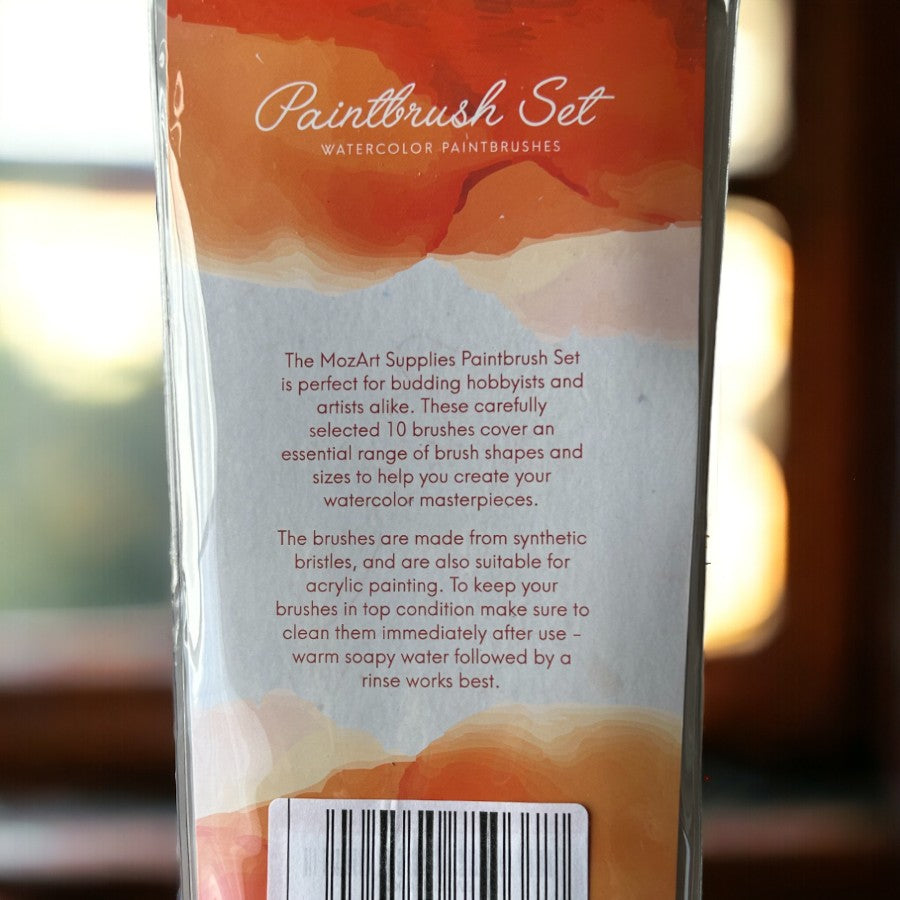 Paintbrush Set
WATERCOLOR PAINTBRUSHES
The MozArt Supplies Paintbrush Set
is perfect for budding hobbyists and
artists alike. These carefully
selected 10 brushes cover an
essential range of brush shapes and
sizes to help you create your
watercolor masterpieces.
The brushes are made from synthetic
bristles, and are also suitable for
acrylic painting. To keep your
brushes in top condition make sure to
clean them immediately after use –
warm soapy water followed by a
rinse works best.